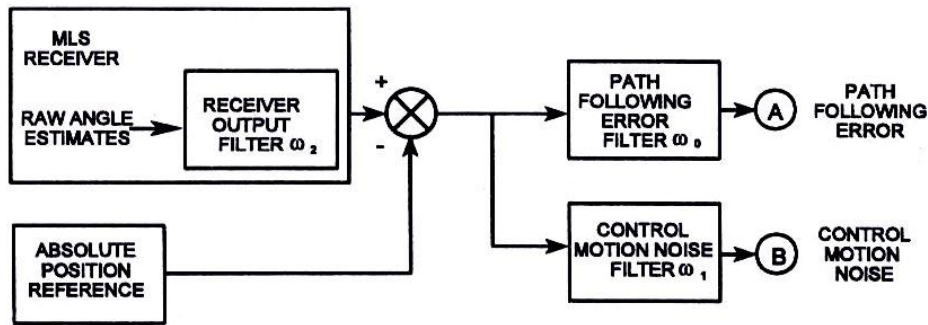 MLS
RECEIVER
RAW ANGLE
ESTIMATES
RECEIVER
OUTPUT
FILTER ω₂
+
-
ABSOLUTE
POSITION
REFERENCE
PATH
FOLLOWING
ERROR
FILTER ω₀
A
PATH
FOLLOWING
ERROR
CONTROL
MOTION NOISE
FILTER ω₁
B
CONTROL
MOTION
NOISE